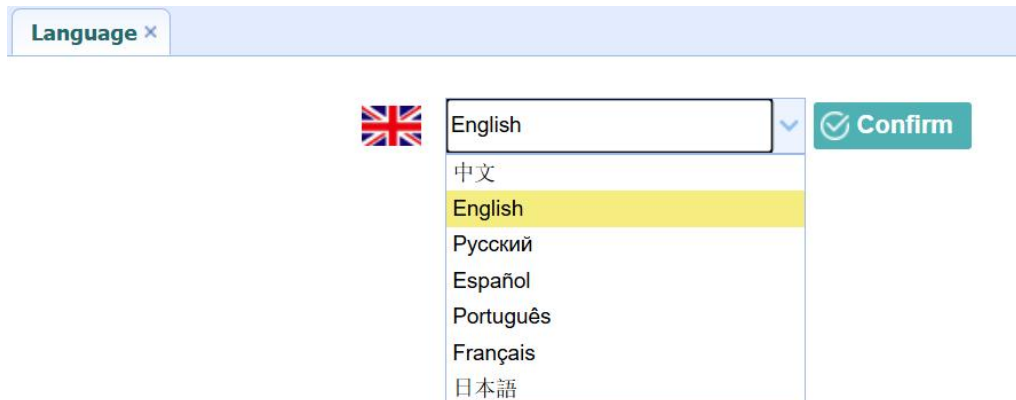 Language ×
English
Confirm
中文
English
Русский
Español
Português
Français
日本語